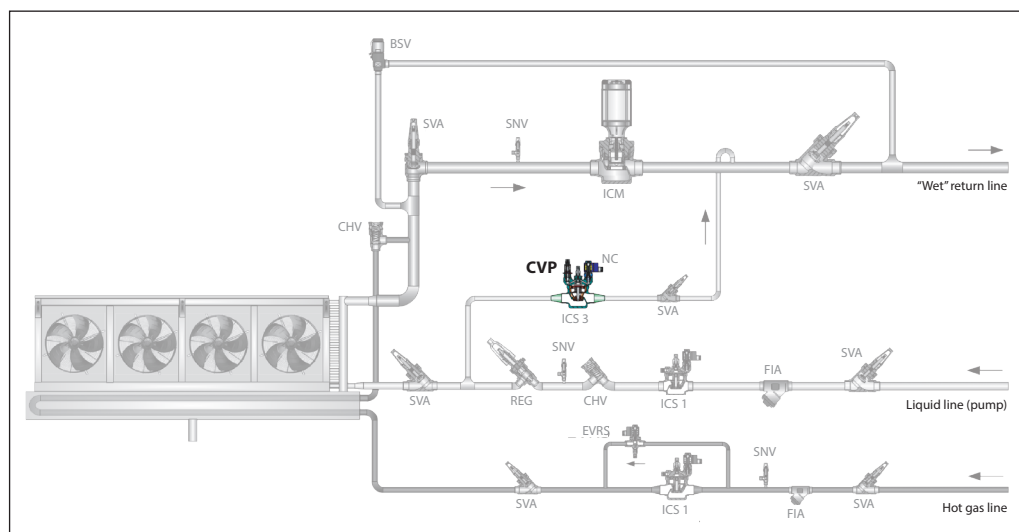 BSV
SVA
SNV
ICM
SVA
"Wet" return line
CHV
CVP
NC
ICS 3
SVA
SVA
REG
SNV
CHV
ICS 1
FIA
SVA
Liquid line (pump)
EVRS
SVA
ICS 1
SNV
FIA
SVA
Hot gas line